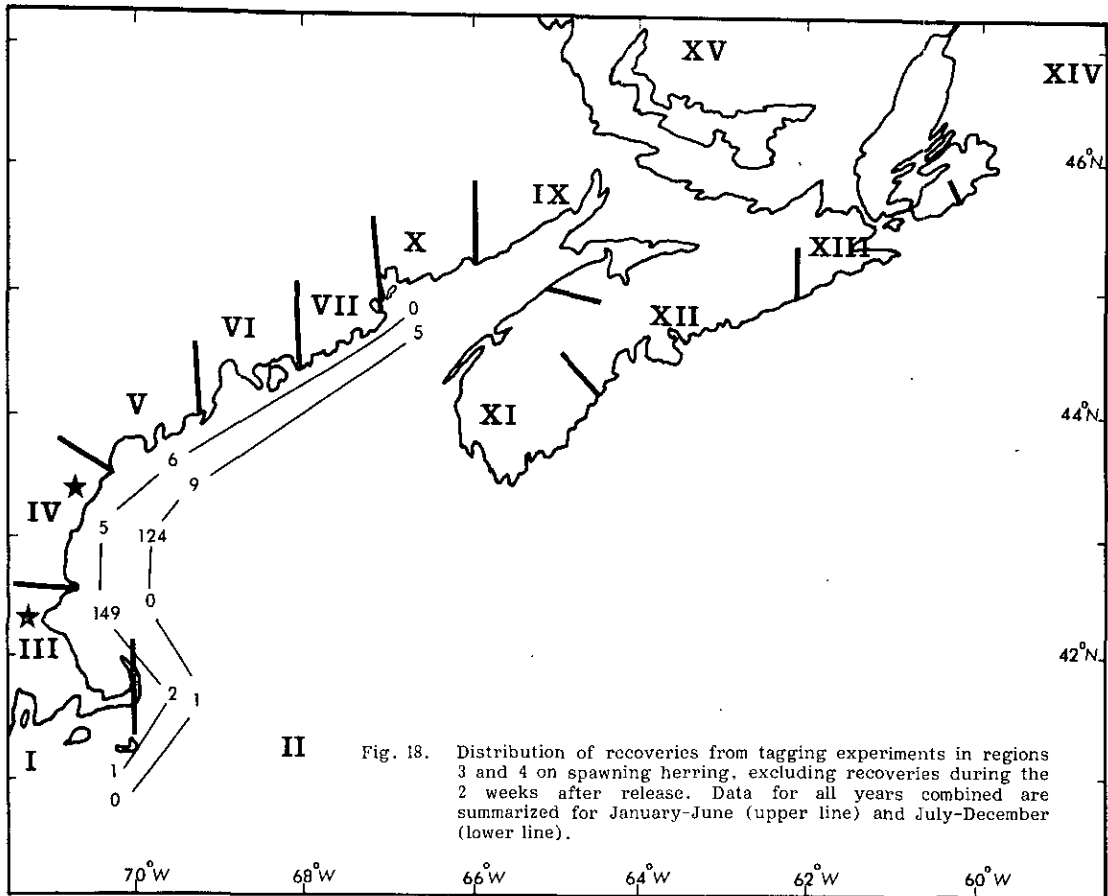 XV
XIV
46°N
IX
X
XIII
VII
0
VI
5
XII
V
44°N
XI
6
9
IV
5
124
149
0
III
42°N
2
1
I
II
1
0
Fig. 18. Distribution of recoveries from tagging experiments in regions
3 and 4 on spawning herring, excluding recoveries during the
2 weeks after release. Data for all years combined are
summarized for January-June (upper line) and July-December
(lower line).
70°W 68°W 66°W 64°W 62°W 60°W